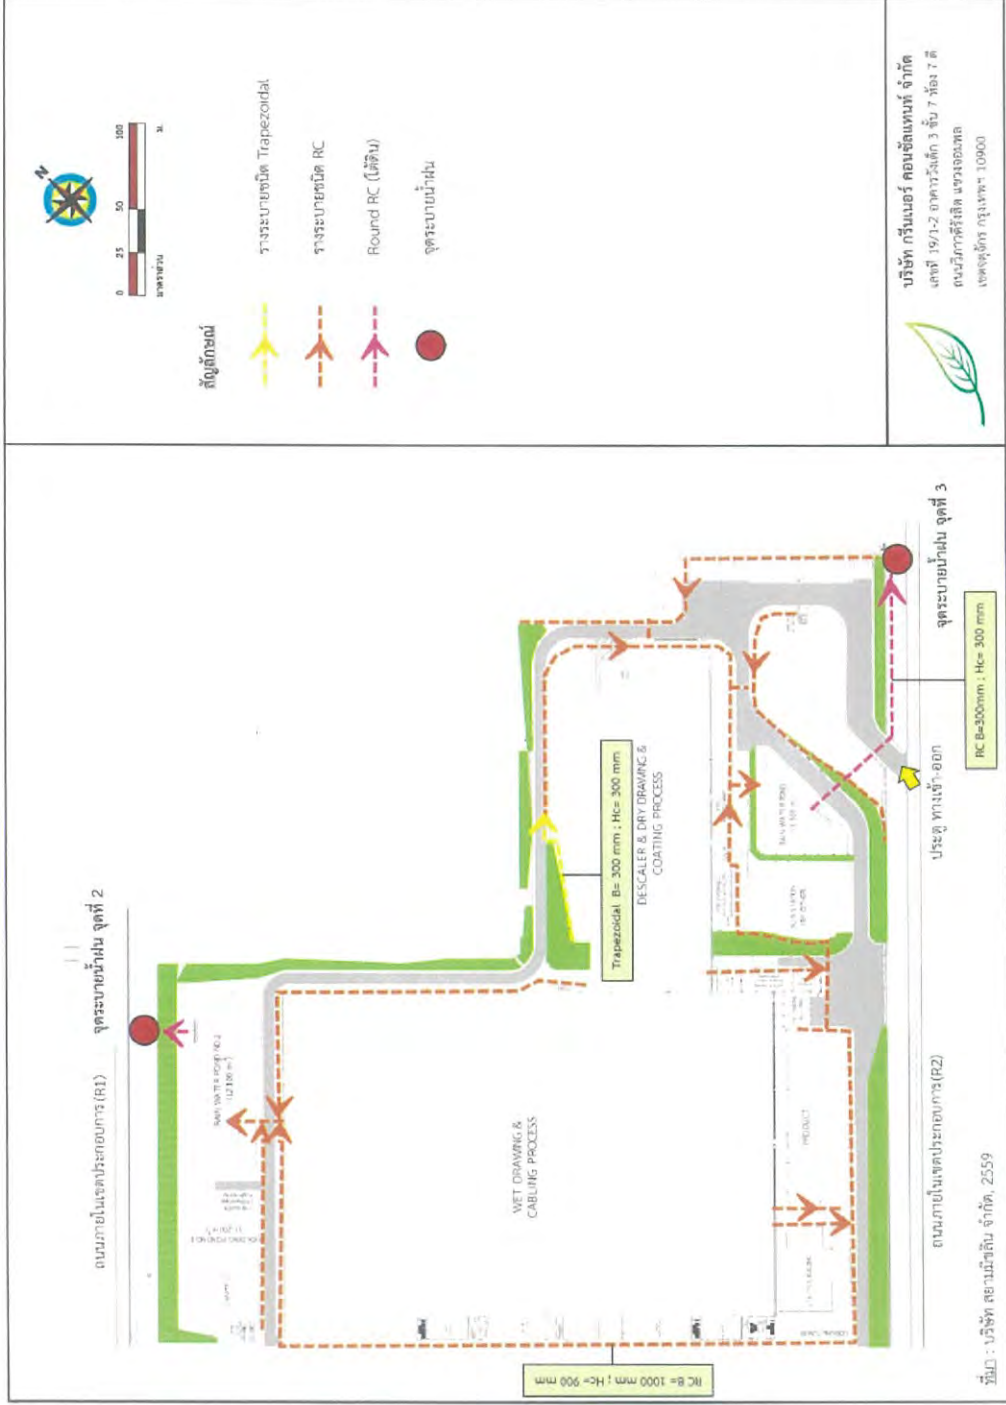 ถนนภายในเขตประกอบการ(R1)
จุดระบายน้ำฝน จุดที่ 2
RAIN WATER POND NO.2
WET DRAWING &
CABLING PROCESS
RC B= 1000 mm ; Hc= 900 mm
Trapezoidal B= 300 mm ; Hc= 300 mm
DESCALER & DRY DRAWING &
COATING PROCESS
RAIN WATER POND
PRODUCT
ถนนภายในเขตประกอบการ(R2)
ประตู ทางเข้า-ออก
จุดระบายน้ำฝน จุดที่ 3
RC B=300mm ; Hc= 300 mm
ที่มา : บริษัท สยามมิชลิน จำกัด, 2559
N
0 25 50 100
มาตราส่วน ม.
สัญลักษณ์
รางระบายชนิด Trapezoidal
รางระบายชนิด RC
Round RC (ใต้ดิน)
จุดระบายน้ำฝน
บริษัท กรีนเนอร์ คอนซัลแทนท์ จำกัด
เลขที่ 19/1-2 อาคารวังเด็ก 3 ชั้น 7 ห้อง 7 ดี
ถนนวิภาวดีรังสิต แขวงจอมพล
เขตจตุจักร กรุงเทพฯ 10900